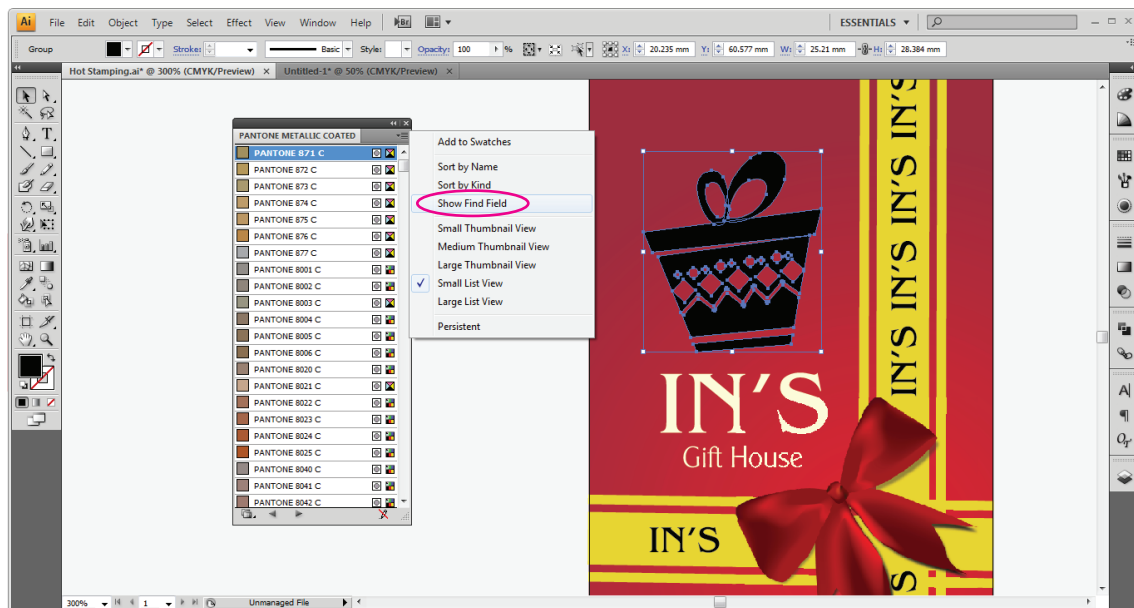 Ai File Edit Object Type Select Effect View Window Help Br ESSENTIALS
Group Stroke: Basic Style: Opacity: 100 % X: 20.235 mm Y: 60.577 mm W: 25.21 mm H: 28.384 mm
Hot Stamping.ai* @ 300% (CMYK/Preview) × Untitled-1* @ 50% (CMYK/Preview) ×
PANTONE METALLIC COATED
PANTONE 871 C
PANTONE 872 C
PANTONE 873 C
PANTONE 874 C
PANTONE 875 C
PANTONE 876 C
PANTONE 877 C
PANTONE 8001 C
PANTONE 8002 C
PANTONE 8003 C
PANTONE 8004 C
PANTONE 8005 C
PANTONE 8006 C
PANTONE 8020 C
PANTONE 8021 C
PANTONE 8022 C
PANTONE 8023 C
PANTONE 8024 C
PANTONE 8025 C
PANTONE 8040 C
PANTONE 8041 C
PANTONE 8042 C
Add to Swatches
Sort by Name
Sort by Kind
Show Find Field
Small Thumbnail View
Medium Thumbnail View
Large Thumbnail View
Small List View
Large List View
Persistent
IN'S
Gift House
IN'S IN'S IN'S IN'S
IN'S
300% 1 Unmanaged File